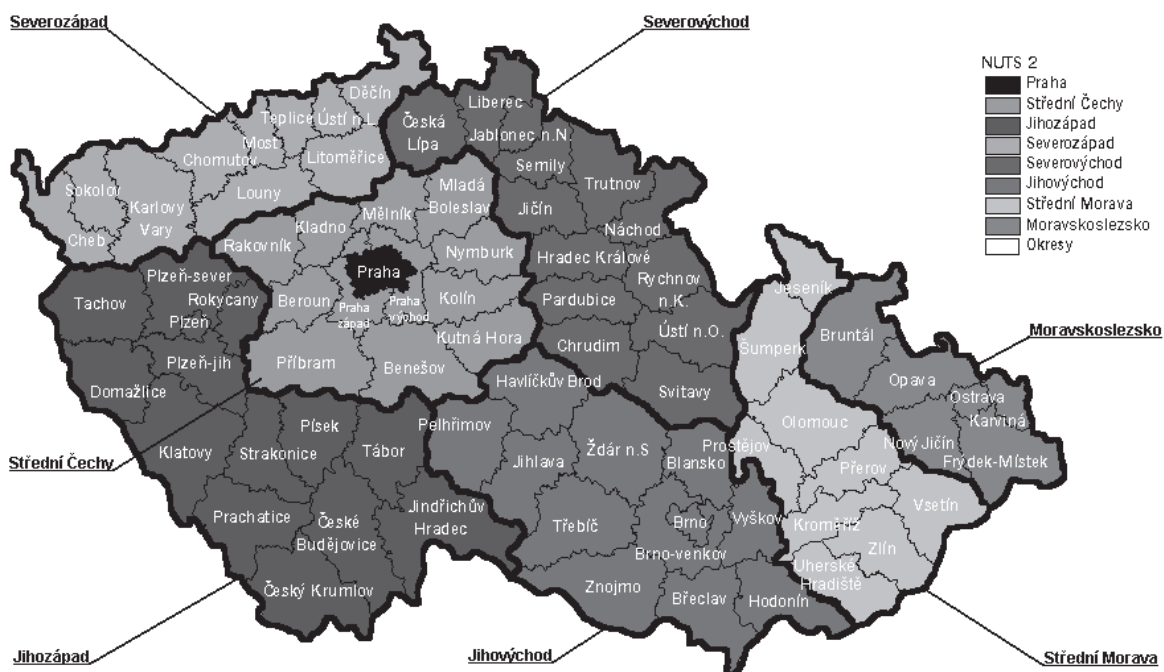 Severozápad
Severovýchod
NUTS 2
Praha
Střední Čechy
Jihozápad
Severozápad
Severovýchod
Jihovýchod
Střední Morava
Moravskoslezsko
Okresy
Děčín
Teplice
Ústí n.L.
Most
Chomutov
Litoměřice
Louny
Sokolov
Karlovy
Vary
Cheb
Česká
Lípa
Liberec
Jablonec n.N.
Semily
Trutnov
Jičín
Náchod
Hradec Králové
Rychnov
n.K.
Pardubice
Ústí n.O.
Chrudim
Svitavy
Mladá
Boleslav
Mělník
Kladno
Rakovník
Nymburk
Praha
Beroun
Praha
západ
Praha
východ
Kolín
Kutná Hora
Příbram
Benešov
Plzeň-sever
Tachov
Rokycany
Plzeň
Plzeň-jih
Domažlice
Klatovy
Písek
Strakonice
Tábor
Prachatice
České
Budějovice
Jindřichův
Hradec
Český Krumlov
Havlíčkův Brod
Pelhřimov
Jihlava
Ždár n.S
Blansko
Třebíč
Brno
Vyškov
Brno-venkov
Znojmo
Břeclav
Hodonín
Jeseník
Šumperk
Olomouc
Prostějov
Přerov
Kroměříž
Vsetín
Zlín
Uherské
Hradiště
Bruntál
Opava
Ostrava
Karviná
Nový Jičín
Frýdek-Místek
Moravskoslezsko
Střední Čechy
Jihozápad
Jihovýchod
Střední Morava